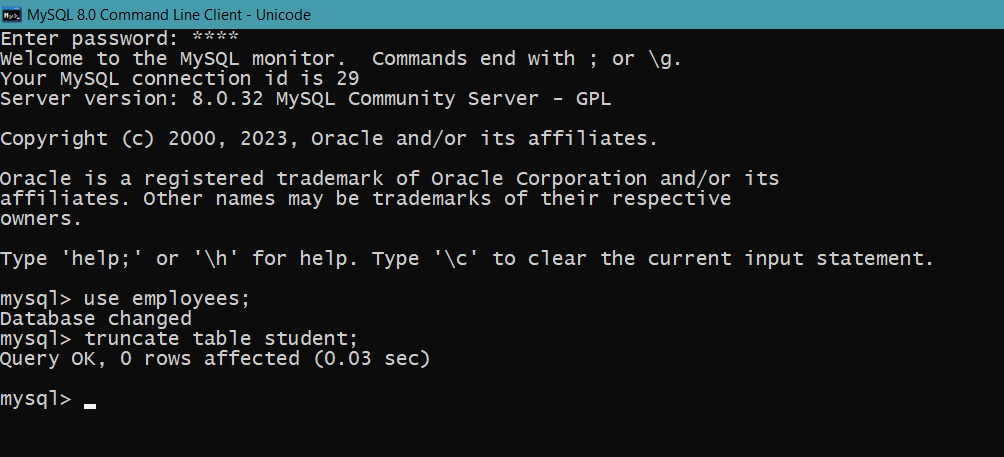 MySQL 8.0 Command Line Client - Unicode
Enter password: ****
Welcome to the MySQL monitor.  Commands end with ; or \g.
Your MySQL connection id is 29
Server version: 8.0.32 MySQL Community Server - GPL
Copyright (c) 2000, 2023, Oracle and/or its affiliates.
Oracle is a registered trademark of Oracle Corporation and/or its
affiliates. Other names may be trademarks of their respective
owners.
Type 'help;' or '\h' for help. Type '\c' to clear the current input statement.
mysql> use employees;
Database changed
mysql> truncate table student;
Query OK, 0 rows affected (0.03 sec)
mysql> _